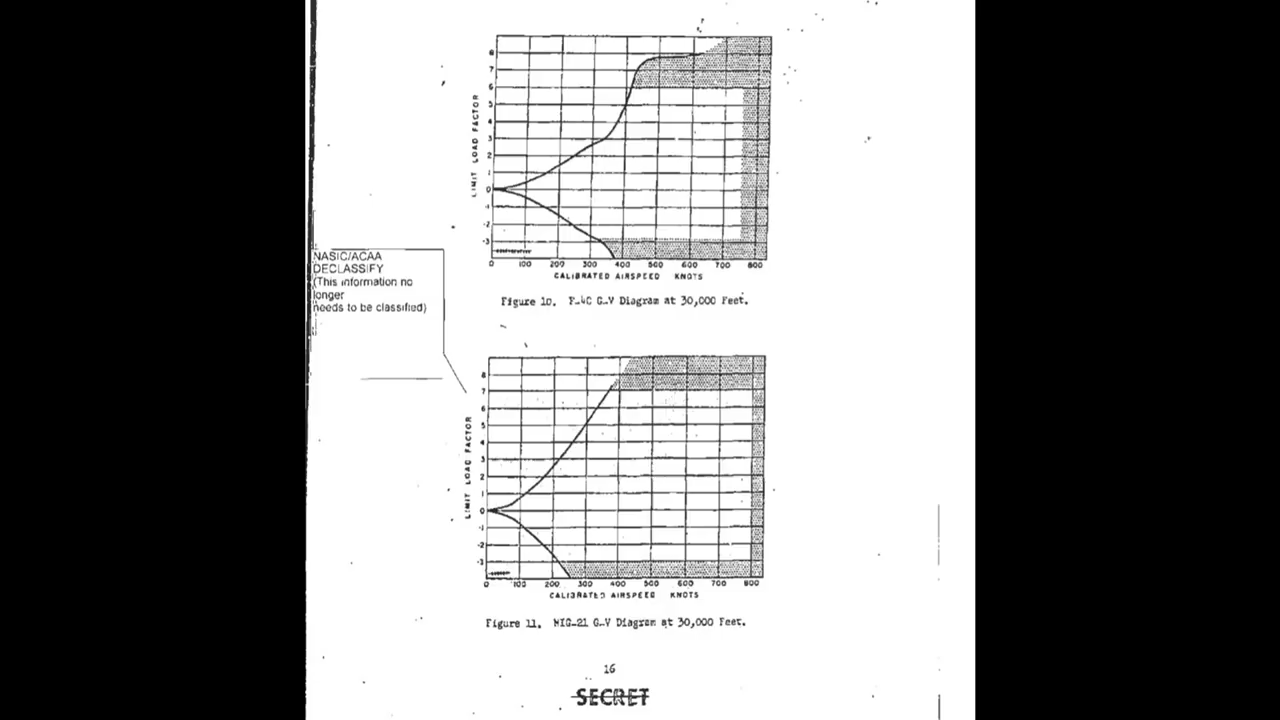 8
7
6
5
4
3
2
1
0
-1
-2
-3
LIMIT LOAD FACTOR
0 100 200 300 400 500 600 700 800
CALIBRATED AIRSPEED KNOTS
Figure 10. F-4C G-V Diagram at 30,000 Feet.
NASIC/ACAA
DECLASSIFY
(This information no
longer
needs to be classified)
8
7
6
5
4
3
2
1
0
-1
-2
-3
LIMIT LOAD FACTOR
0 100 200 300 400 500 600 700 800
CALIBRATED AIRSPEED KNOTS
Figure 11. MIG-21 G-V Diagram at 30,000 Feet.
16
SECRET